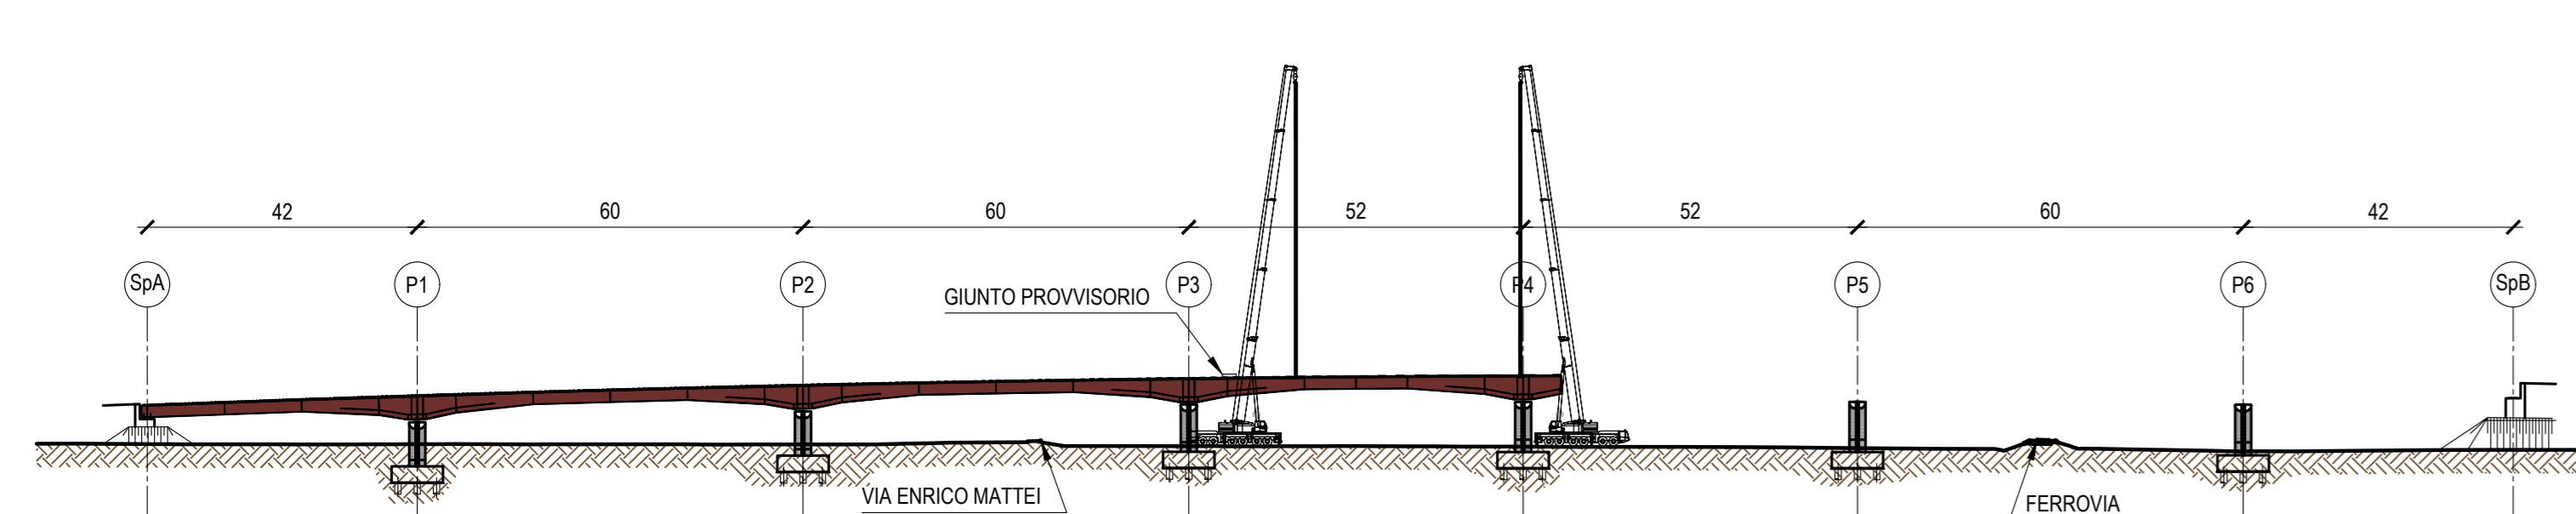 42 60 60 52 52 60 42
SpA P1 P2 P3 P4 P5 P6 SpB
GIUNTO PROVVISORIO
VIA ENRICO MATTEI
FERROVIA